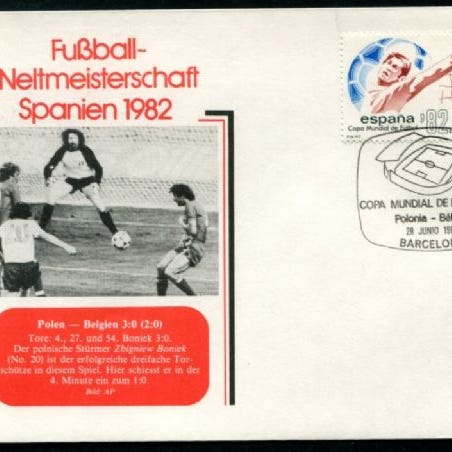 Fußball-
Weltmeisterschaft
Spanien 1982
españa '82
Copa Mundial de Fútbol
COPA MUNDIAL DE
Polonia - Bél
28 JUNIO 19
BARCELO
Polen — Belgien 3:0 (2:0)
Tore: 4., 27. und 54. Boniek 3:0.
Der polnische Stürmer Zbigniew Boniek
(No. 20) ist der erfolgreiche dreifache Tor-
schütze in diesem Spiel. Hier schiesst er in der
4. Minute ein zum 1:0.
Bild: AP